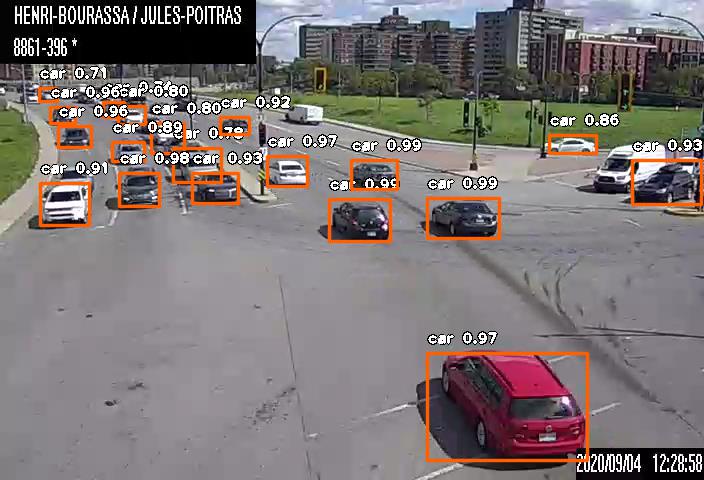 HENRI-BOURASSA / JULES-POITRAS
8861-396 *
car 0.71
car 0.96
car 0.80
car 0.96
car 0.80
car 0.92
car 0.89
car 0.86
car 0.97
car 0.99
car 0.93
car 0.98
car 0.93
car 0.91
car 0.99
car 0.99
car 0.97
2020/09/04 12:28:58